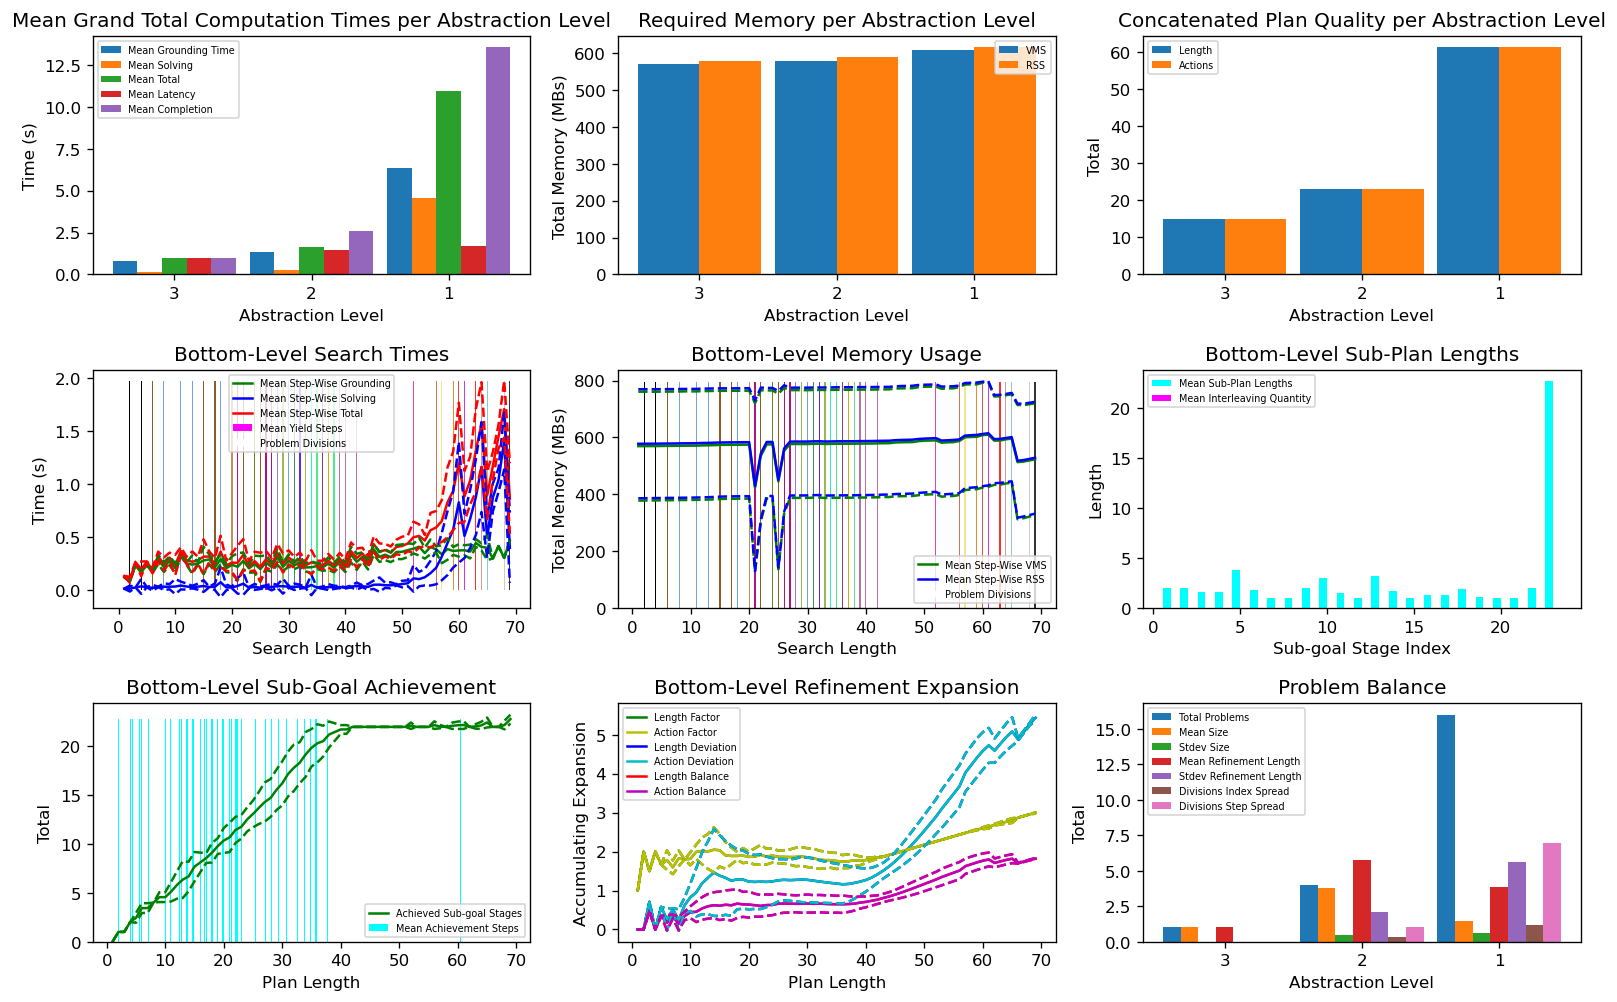 Mean Grand Total Computation Times per Abstraction Level
Time (s)
12.5
10.0
7.5
5.0
2.5
0.0
Mean Grounding Time
Mean Solving
Mean Total
Mean Latency
Mean Completion
3 2 1
Abstraction Level
Required Memory per Abstraction Level
Total Memory (MBs)
600
500
400
300
200
100
0
VMS
RSS
3 2 1
Abstraction Level
Concatenated Plan Quality per Abstraction Level
Total
60
50
40
30
20
10
0
Length
Actions
3 2 1
Abstraction Level
Bottom-Level Search Times
Time (s)
2.0
1.5
1.0
0.5
0.0
Mean Step-Wise Grounding
Mean Step-Wise Solving
Mean Step-Wise Total
Mean Yield Steps
Problem Divisions
0 10 20 30 40 50 60 70
Search Length
Bottom-Level Memory Usage
Total Memory (MBs)
800
600
400
200
0
Mean Step-Wise VMS
Mean Step-Wise RSS
Problem Divisions
0 10 20 30 40 50 60 70
Search Length
Bottom-Level Sub-Plan Lengths
Length
20
15
10
5
0
Mean Sub-Plan Lengths
Mean Interleaving Quantity
0 5 10 15 20
Sub-goal Stage Index
Bottom-Level Sub-Goal Achievement
Total
20
15
10
5
0
Achieved Sub-goal Stages
Mean Achievement Steps
0 10 20 30 40 50 60 70
Plan Length
Bottom-Level Refinement Expansion
Accumulating Expansion
5
4
3
2
1
0
Length Factor
Action Factor
Length Deviation
Action Deviation
Length Balance
Action Balance
0 10 20 30 40 50 60 70
Plan Length
Problem Balance
Total
15.0
12.5
10.0
7.5
5.0
2.5
0.0
Total Problems
Mean Size
Stdev Size
Mean Refinement Length
Stdev Refinement Length
Divisions Index Spread
Divisions Step Spread
3 2 1
Abstraction Level